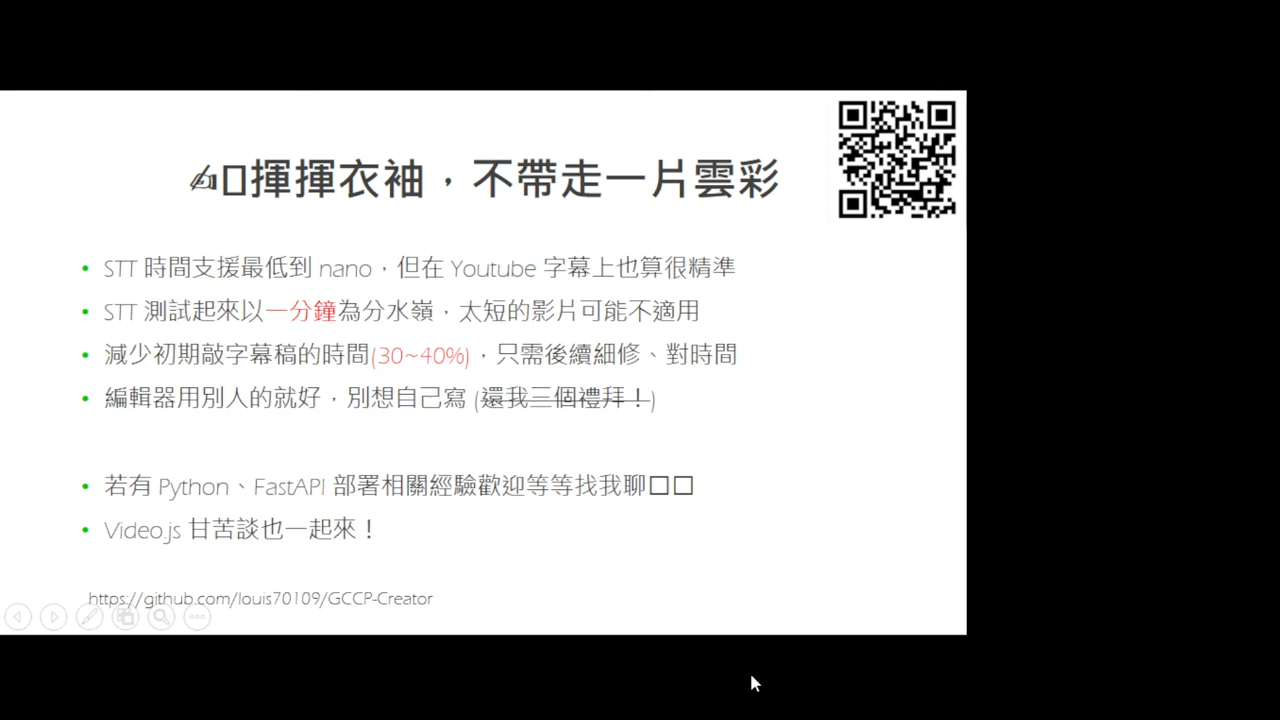 ✍揮揮衣袖，不帶走一片雲彩
STT 時間支援最低到 nano，但在 Youtube 字幕上也算很精準
STT 測試起來以一分鐘為分水嶺，太短的影片可能不適用
減少初期敲字幕稿的時間(30~40%)，只需後續細修、對時間
編輯器用別人的就好，別想自己寫 (還我三個禮拜！)
若有 Python、FastAPI 部署相關經驗歡迎等等找我聊
Video.js 甘苦談也一起來！
https://github.com/louis70109/GCCP-Creator